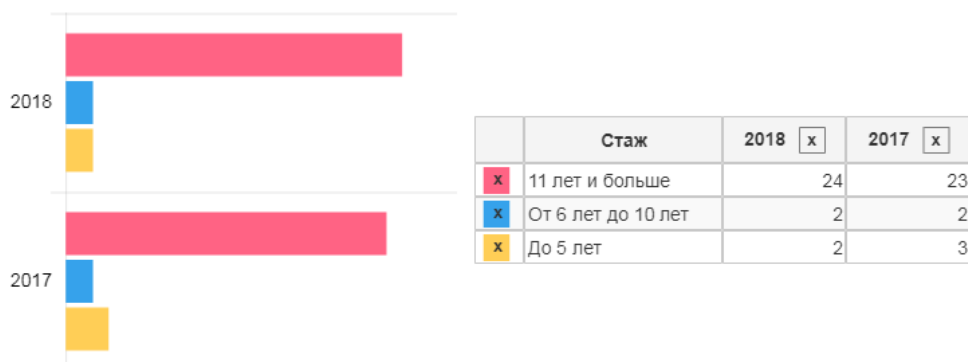 2018
2017
Стаж 2018 x 2017 x
x 11 лет и больше 24 23
x От 6 лет до 10 лет 2 2
x До 5 лет 2 3